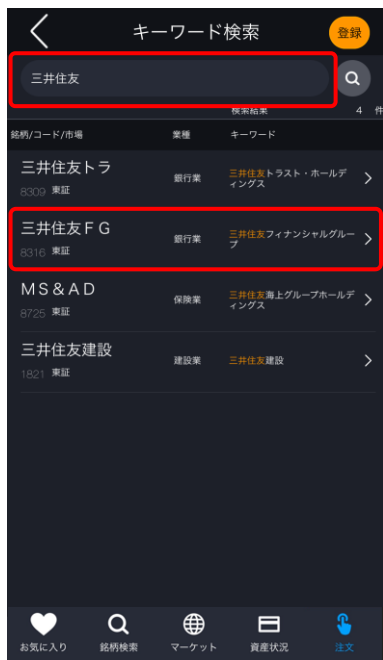 キーワード検索
登録
三井住友
検索結果 4 件
銘柄/コード/市場 業種 キーワード
三井住友トラ
8309 東証
銀行業
三井住友トラスト・ホールデ
ィングス
三井住友ＦＧ
8316 東証
銀行業
三井住友フィナンシャルグルー
プ
ＭＳ＆ＡＤ
8725 東証
保険業
三井住友海上グループホールデ
ィングス
三井住友建設
1821 東証
建設業
三井住友建設
お気に入り 銘柄検索 マーケット 資産状況 注文